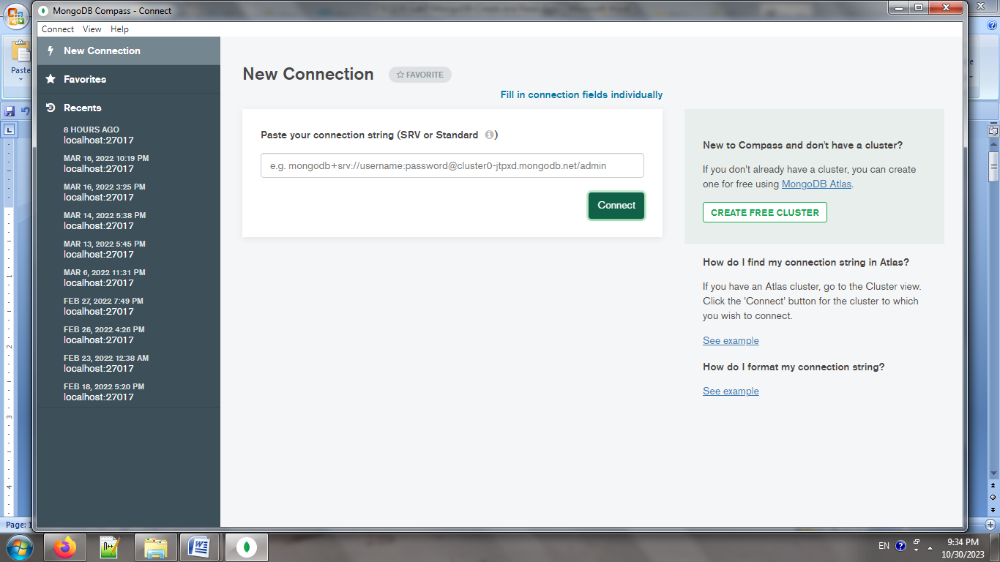 MongoDB Compass - Connect
Connect View Help
Paste
New Connection
Favorites
Recents
8 HOURS AGO
localhost:27017
MAR 16, 2022 10:19 PM
localhost:27017
MAR 16, 2022 3:25 PM
localhost:27017
MAR 14, 2022 5:38 PM
localhost:27017
MAR 13, 2022 5:45 PM
localhost:27017
MAR 6, 2022 11:31 PM
localhost:27017
FEB 27, 2022 7:49 PM
localhost:27017
FEB 26, 2022 4:26 PM
localhost:27017
FEB 23, 2022 12:38 AM
localhost:27017
FEB 18, 2022 5:20 PM
localhost:27017
New Connection
FAVORITE
Fill in connection fields individually
Paste your connection string (SRV or Standard )
e.g. mongodb+srv://username:password@cluster0-jtpxd.mongodb.net/admin
Connect
New to Compass and don't have a cluster?
If you don't already have a cluster, you can create
one for free using MongoDB Atlas.
CREATE FREE CLUSTER
How do I find my connection string in Atlas?
If you have an Atlas cluster, go to the Cluster view.
Click the 'Connect' button for the cluster to which
you wish to connect.
See example
How do I format my connection string?
See example
1
2
3
4
Page: 1
EN
9:34 PM
10/30/2023